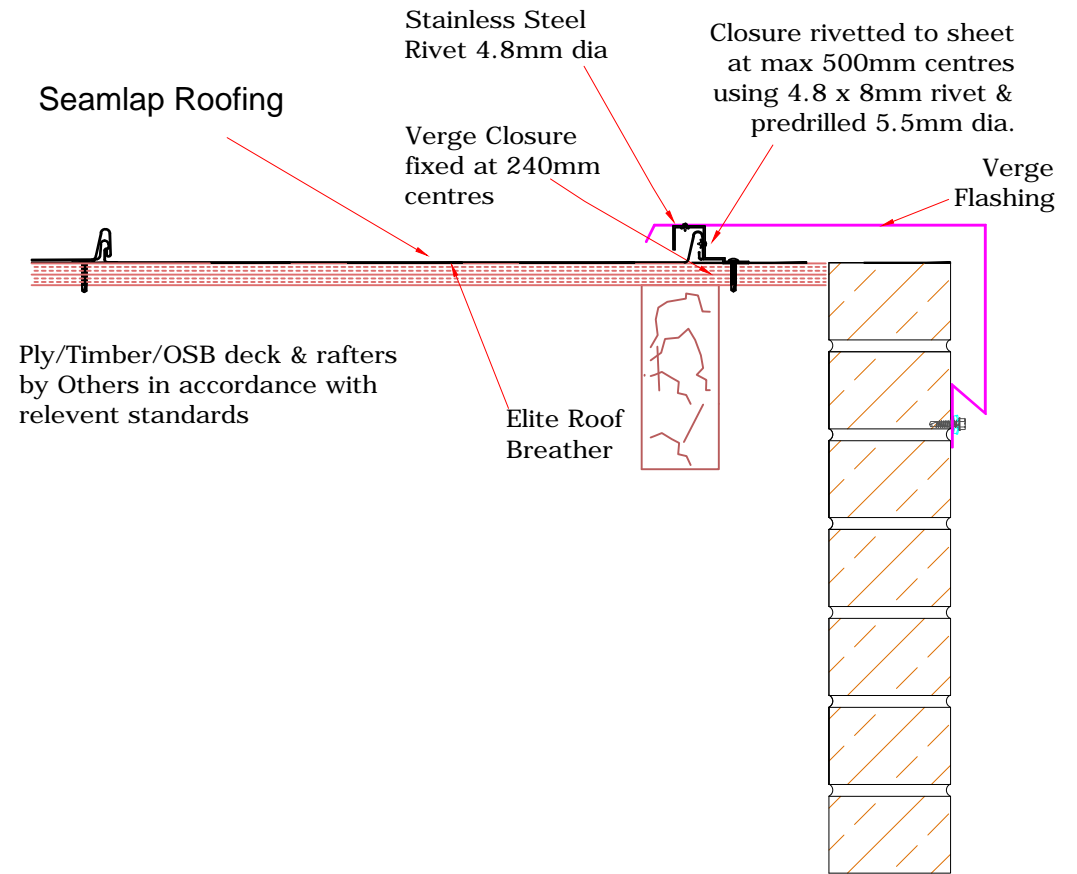 Stainless Steel
Rivet 4.8mm dia
Closure rivetted to sheet
at max 500mm centres
using 4.8 x 8mm rivet &
predrilled 5.5mm dia.
Seamlap Roofing
Verge Closure
fixed at 240mm
centres
Verge
Flashing
Ply/Timber/OSB deck & rafters
by Others in accordance with
relevent standards
Elite Roof
Breather